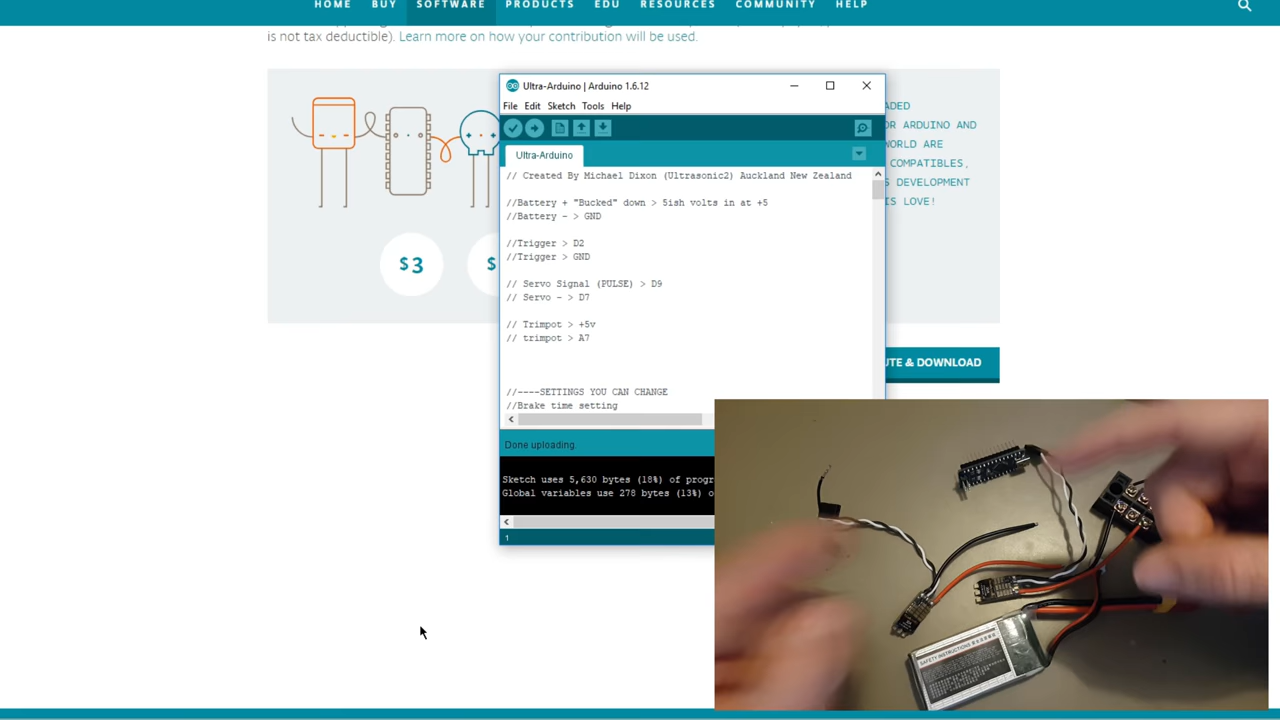 HOME BUY SOFTWARE PRODUCTS EDU RESOURCES COMMUNITY HELP
is not tax deductible). Learn more on how your contribution will be used.
Ultra-Arduino | Arduino 1.6.12
File Edit Sketch Tools Help
Ultra-Arduino
// Created By Michael Dixon (Ultrasonic2) Auckland New Zealand
//Battery + "Bucked" down > 5ish volts in at +5
//Battery - > GND
//Trigger > D2
//Trigger > GND
// Servo Signal (PULSE) > D9
// Servo - > D7
// Trimpot > +5v
// trimpot > A7
//----SETTINGS YOU CAN CHANGE
//Brake time setting
Done uploading
Sketch uses 5,630 bytes (18%) of progr
Global variables use 278 bytes (13%) o
1
$3
$
ADED
OR ARDUINO AND
WORLD ARE
COMPATIBLES,
S DEVELOPMENT
IS LOVE!
UTE & DOWNLOAD
SAFETY INSTRUCTIONS